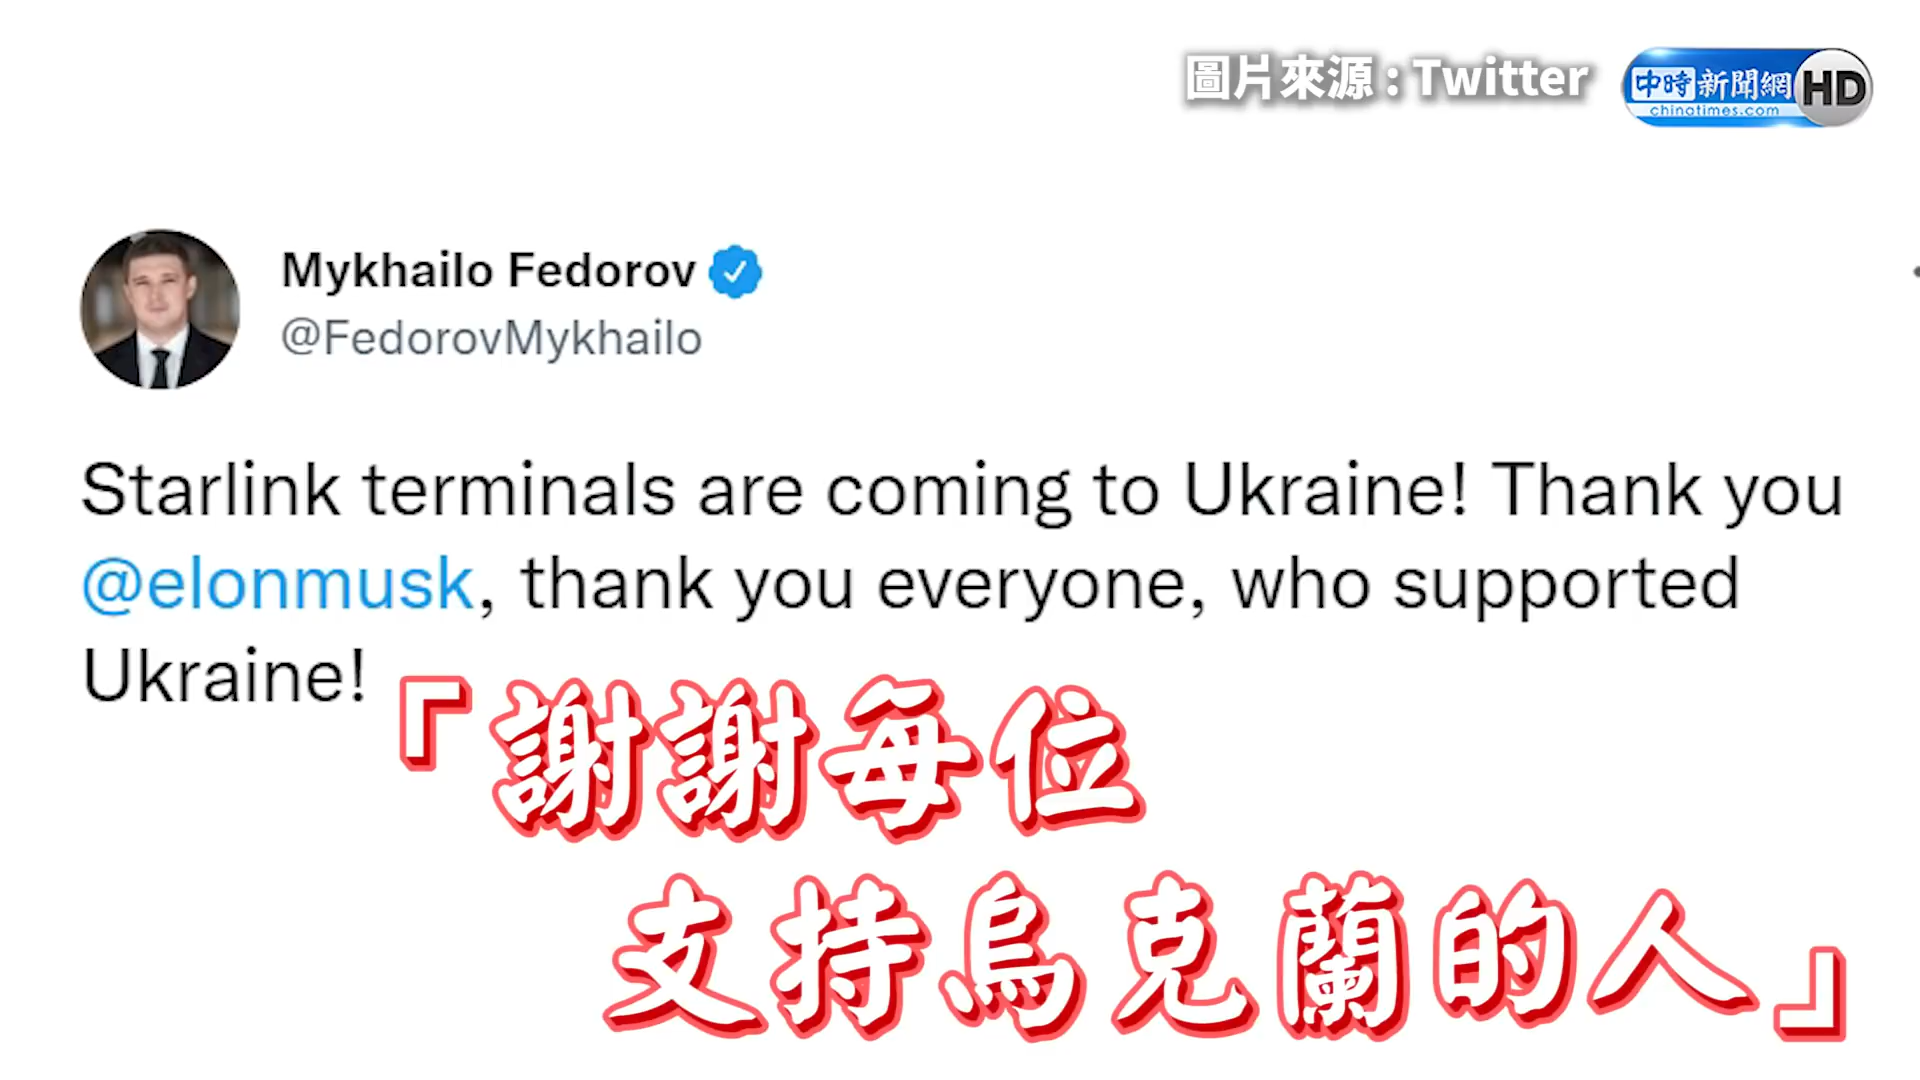 圖片來源 : Twitter
中時新聞網 HD
chinatimes.com
Mykhailo Fedorov
@FedorovMykhailo
Starlink terminals are coming to Ukraine! Thank you
@elonmusk, thank you everyone, who supported
Ukraine!
「謝謝每位
支持烏克蘭的人」